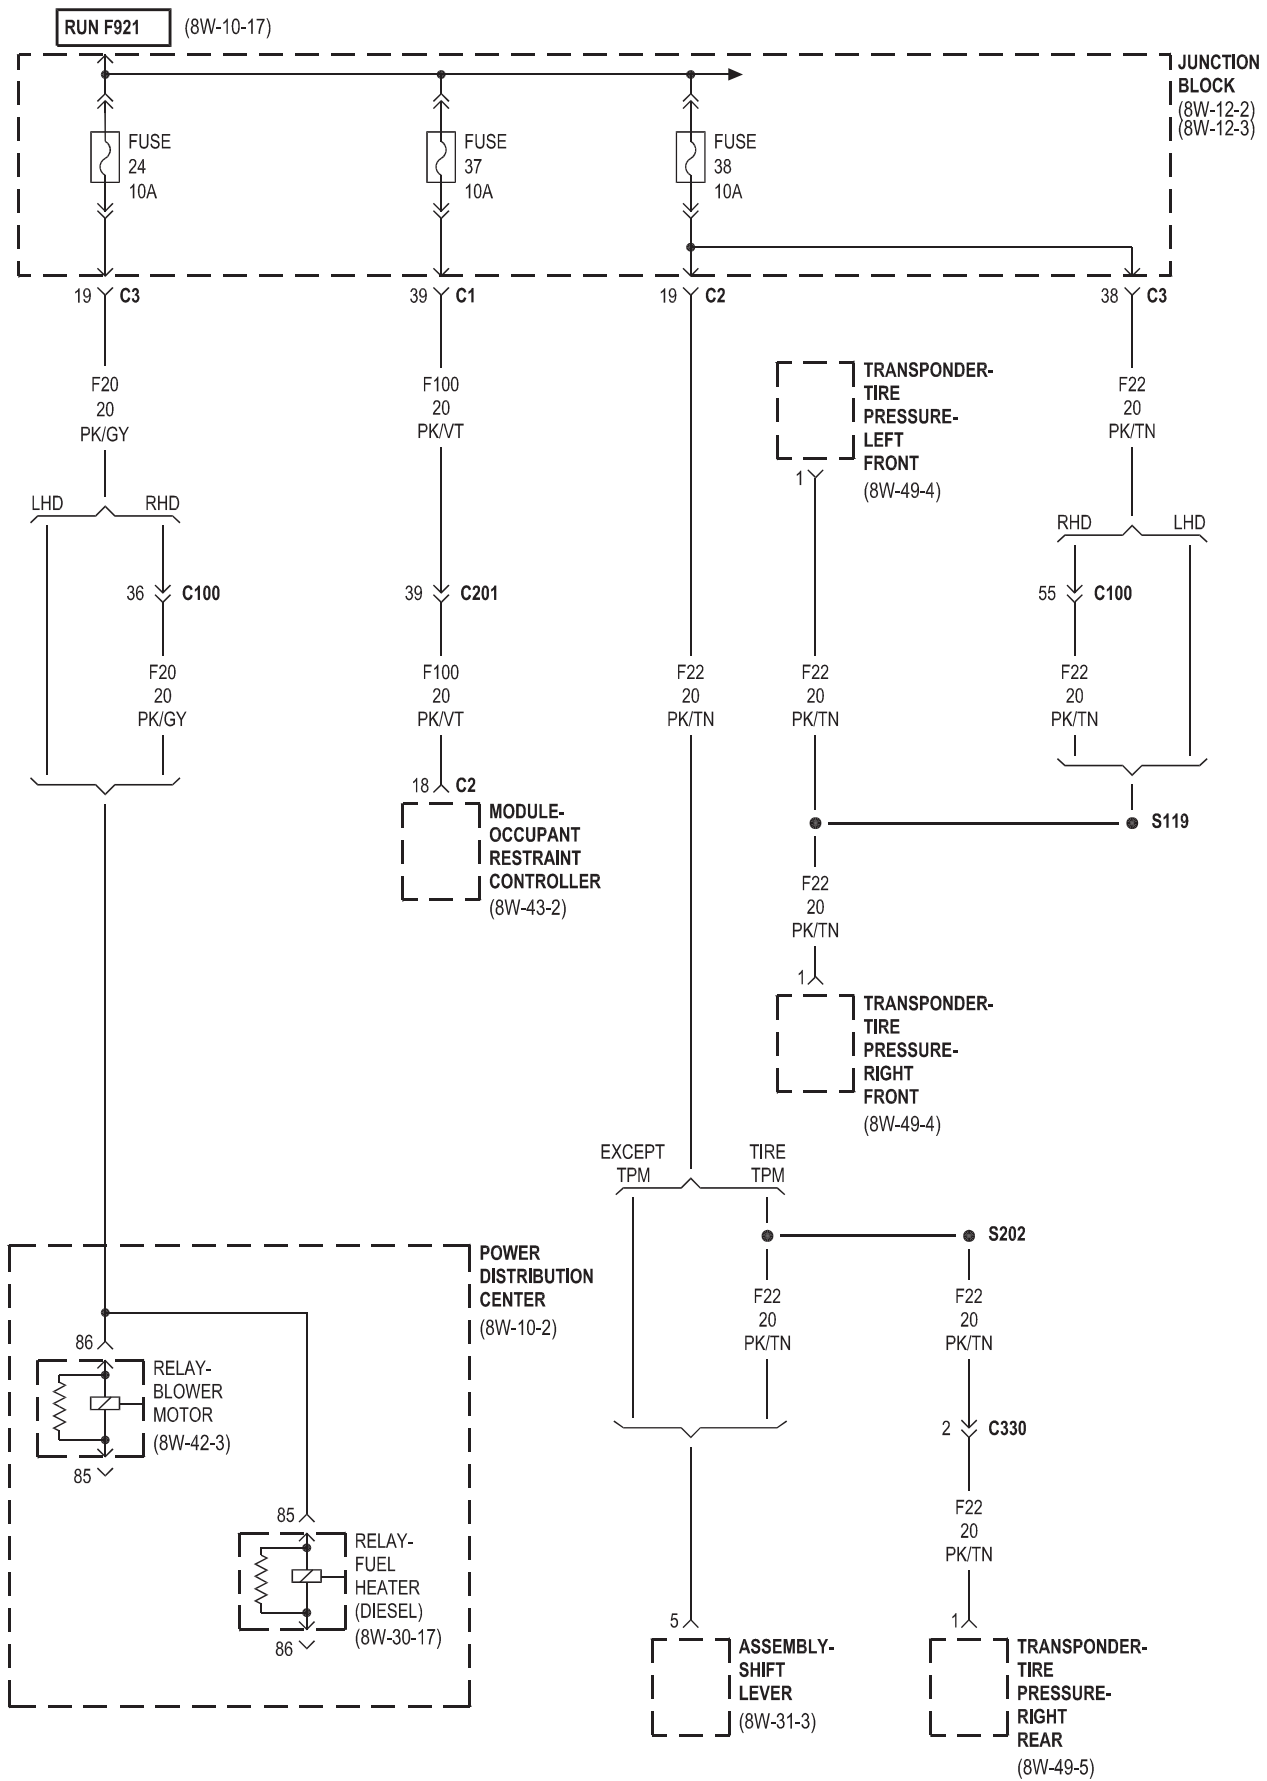 RUN F921 (8W-10-17)
JUNCTION
BLOCK
(8W-12-2)
(8W-12-3)
FUSE
24
10A
FUSE
37
10A
FUSE
38
10A
19 C3
39 C1
19 C2
38 C3
F20
20
PK/GY
F100
20
PK/VT
TRANSPONDER-
TIRE
PRESSURE-
LEFT
FRONT
(8W-49-4)
1
F22
20
PK/TN
LHD RHD
RHD LHD
36 C100
39 C201
55 C100
F20
20
PK/GY
F100
20
PK/VT
F22
20
PK/TN
F22
20
PK/TN
F22
20
PK/TN
18 C2
MODULE-
OCCUPANT
RESTRAINT
CONTROLLER
(8W-43-2)
S119
F22
20
PK/TN
1
TRANSPONDER-
TIRE
PRESSURE-
RIGHT
FRONT
(8W-49-4)
EXCEPT
TPM
TIRE
TPM
S202
POWER
DISTRIBUTION
CENTER
(8W-10-2)
F22
20
PK/TN
F22
20
PK/TN
86
RELAY-
BLOWER
MOTOR
(8W-42-3)
85
2 C330
85
RELAY-
FUEL
HEATER
(DIESEL)
(8W-30-17)
86
F22
20
PK/TN
5
ASSEMBLY-
SHIFT
LEVER
(8W-31-3)
1
TRANSPONDER-
TIRE
PRESSURE-
RIGHT
REAR
(8W-49-5)